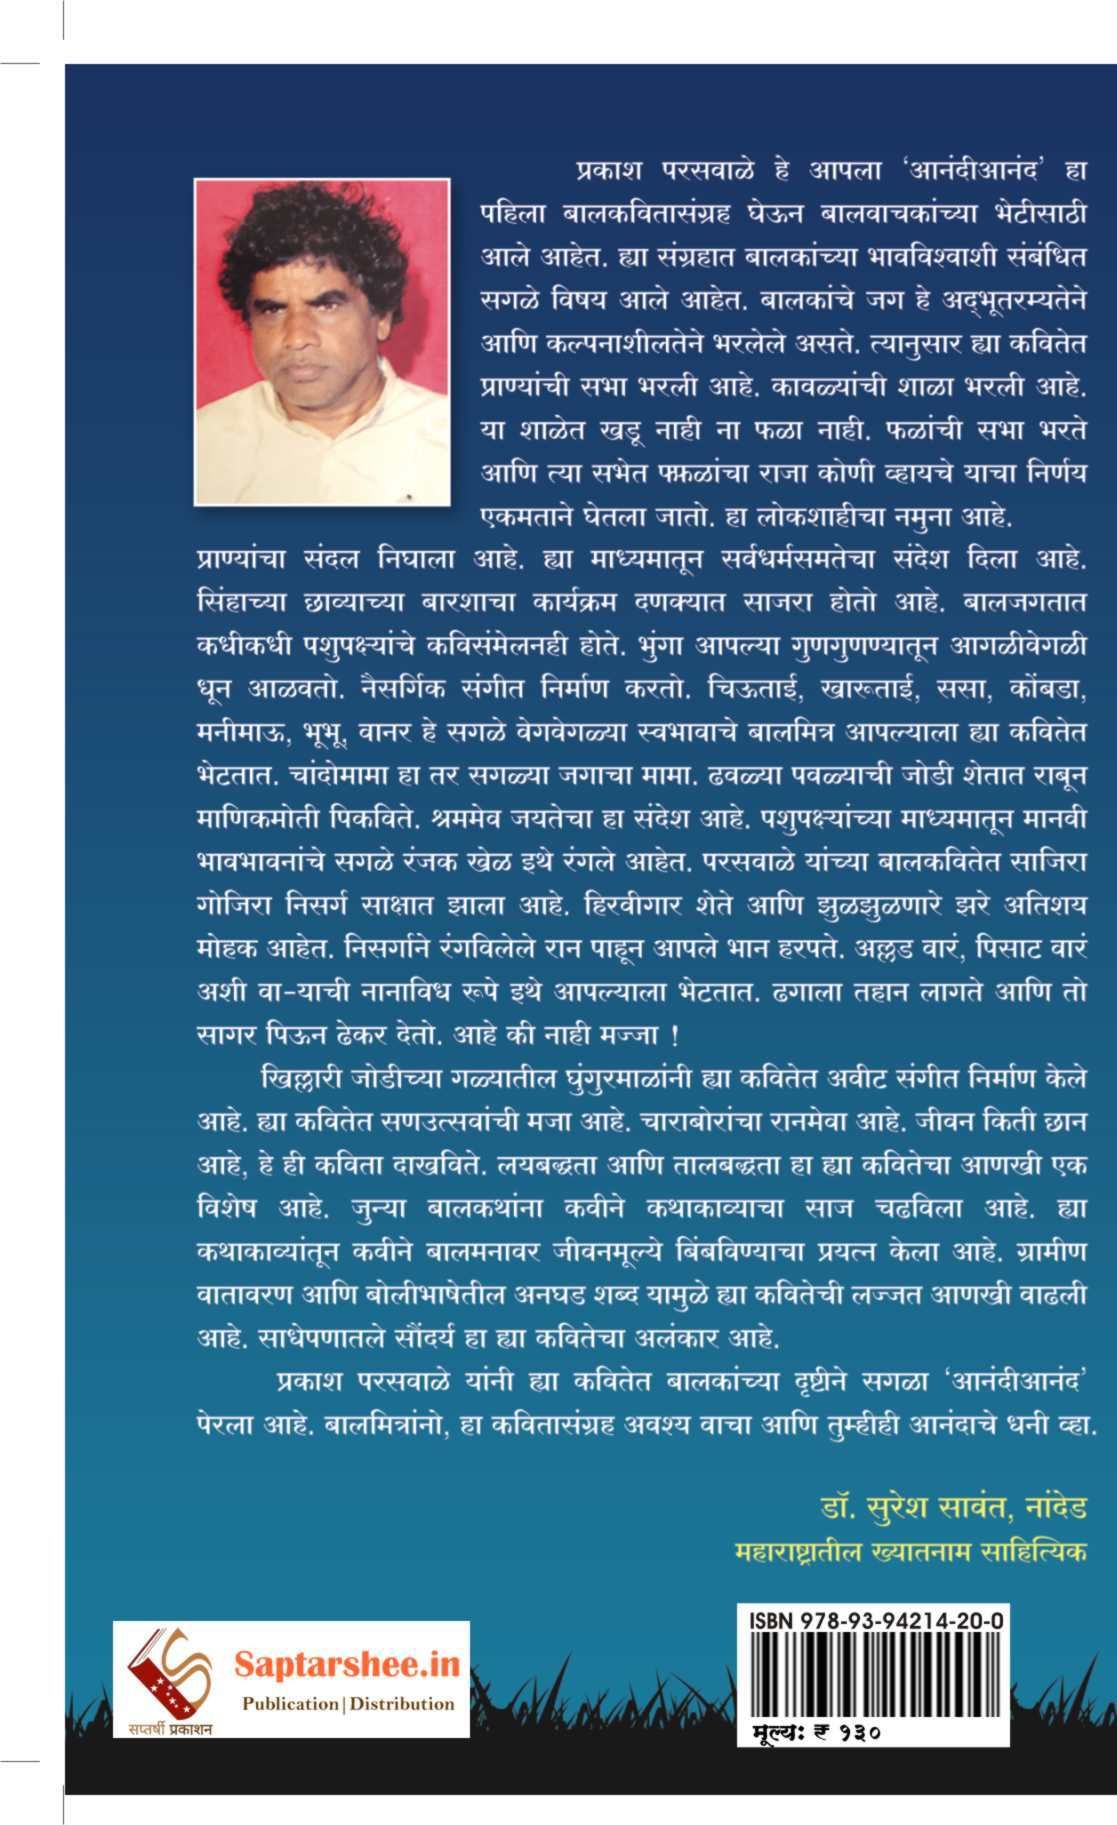 प्रकाश परसवाळे हे आपला ‘आनंदीआनंद’ हा
पहिला बालकवितासंग्रह घेऊन बालवाचकांच्या भेटीसाठी
आले आहेत. ह्या संग्रहात बालकांच्या भावविश्वाशी संबंधित
सगळे विषय आले आहेत. बालकांचे जग हे अद्‌भूतरम्यतेने
आणि कल्पनाशीलतेने भरलेले असते. त्यानुसार ह्या कवितेत
प्राण्यांची सभा भरली आहे. कावळ्यांची शाळा भरली आहे.
या शाळेत खडू नाही ना फळा नाही. फळांची सभा भरते
आणि त्या सभेत फ्फळांचा राजा कोणी व्हायचे याचा निर्णय
एकमताने घेतला जातो. हा लोकशाहीचा नमुना आहे.
प्राण्यांचा संदल निघाला आहे. ह्या माध्यमातून सर्वधर्मसमतेचा संदेश दिला आहे.
सिंहाच्या छाव्याच्या बारशाचा कार्यक्रम दणक्यात साजरा होतो आहे. बालजगतात
कधीकधी पशुपक्ष्यांचे कविसंमेलनही होते. भुंगा आपल्या गुणगुणण्यातून आगळीवेगळी
धून आळवतो. नैसर्गिक संगीत निर्माण करतो. चिऊताई, खारूताई, ससा, कोंबडा,
मनीमाऊ, भूभू, वानर हे सगळे वेगवेगळ्या स्वभावाचे बालमित्र आपल्याला ह्या कवितेत
भेटतात. चांदोमामा हा तर सगळ्या जगाचा मामा. ढवळ्या पवळ्याची जोडी शेतात राबून
माणिकमोती पिकविते. श्रममेव जयतेचा हा संदेश आहे. पशुपक्ष्यांच्या माध्यमातून मानवी
भावभावनांचे सगळे रंजक खेळ इथे रंगले आहेत. परसवाळे यांच्या बालकवितेत साजिरा
गोजिरा निसर्ग साक्षात झाला आहे. हिरवीगार शेते आणि झुळझुळणारे झरे अतिशय
मोहक आहेत. निसर्गाने रंगविलेले रान पाहून आपले भान हरपते. अल्लड वारं, पिसाट वारं
अशी वा-याची नानाविध रूपे इथे आपल्याला भेटतात. ढगाला तहान लागते आणि तो
सागर पिऊन ढेकर देतो. आहे की नाही मज्जा !
खिल्लारी जोडीच्या गळ्यातील घुंगुरमाळांनी ह्या कवितेत अवीट संगीत निर्माण केले
आहे. ह्या कवितेत सणउत्सवांची मजा आहे. चाराबोरांचा रानमेवा आहे. जीवन किती छान
आहे, हे ही कविता दाखविते. लयबद्धता आणि तालबद्धता हा ह्या कवितेचा आणखी एक
विशेष आहे. जुन्या बालकथांना कवीने कथाकाव्याचा साज चढविला आहे. ह्या
कथाकाव्यांतून कवीने बालमनावर जीवनमूल्ये बिंबविण्याचा प्रयत्न केला आहे. ग्रामीण
वातावरण आणि बोलीभाषेतील अनघड शब्द यामुळे ह्या कवितेची लज्जत आणखी वाढली
आहे. साधेपणातले सौंदर्य हा ह्या कवितेचा अलंकार आहे.
प्रकाश परसवाळे यांनी ह्या कवितेत बालकांच्या दृष्टीने सगळा ‘आनंदीआनंद’
पेरला आहे. बालमित्रांनो, हा कवितासंग्रह अवश्य वाचा आणि तुम्हीही आनंदाचे धनी व्हा.
डॉ. सुरेश सावंत, नांदेड
महाराष्ट्रातील ख्यातनाम साहित्यिक
ISBN 978-93-94214-20-0
मूल्य: ₹ १३०
Saptarshee.in
Publication|Distribution
सप्तर्षी प्रकाशन